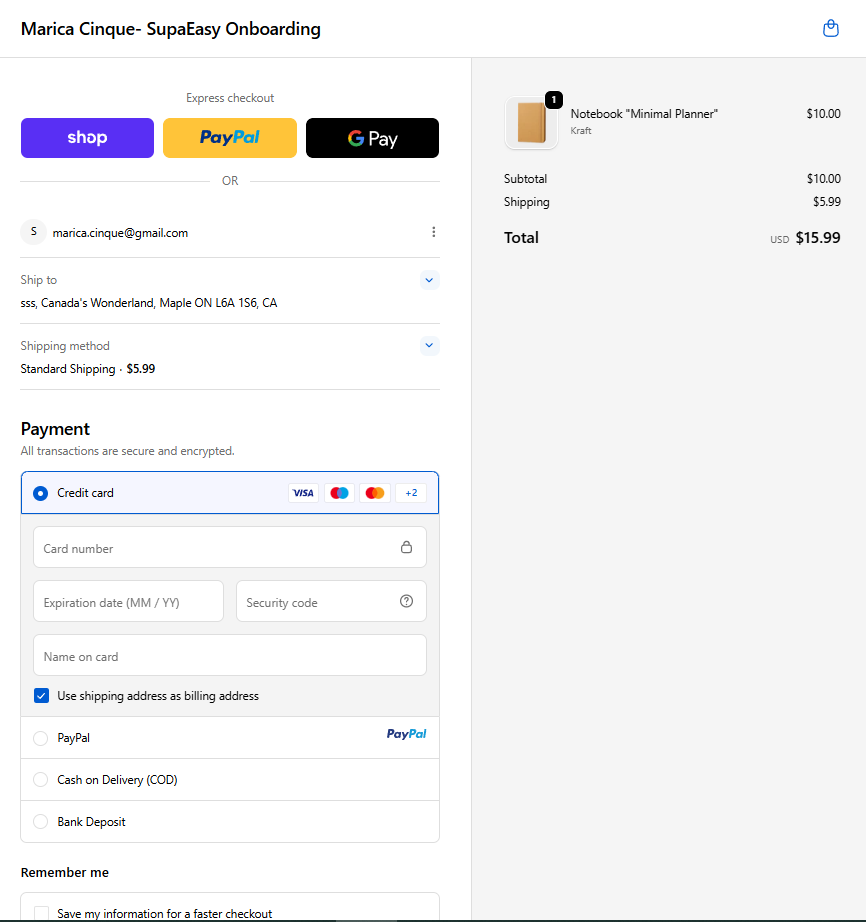 Marica Cinque- SupaEasy Onboarding
Express checkout
shop
PayPal
G Pay
OR
S
marica.cinque@gmail.com
Ship to
sss, Canada's Wonderland, Maple ON L6A 1S6, CA
Shipping method
Standard Shipping · $5.99
Payment
All transactions are secure and encrypted.
Credit card
VISA
+2
Card number
Expiration date (MM / YY)
Security code
Name on card
Use shipping address as billing address
PayPal
PayPal
Cash on Delivery (COD)
Bank Deposit
Remember me
Save my information for a faster checkout
1
Notebook "Minimal Planner"
$10.00
Kraft
Subtotal
$10.00
Shipping
$5.99
Total
USD $15.99